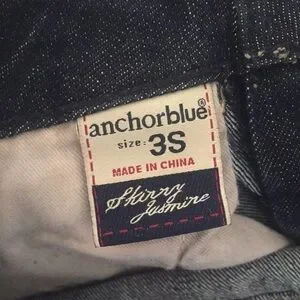 anchorblue®
size: 3S
MADE IN CHINA
Skinny
Jasmine